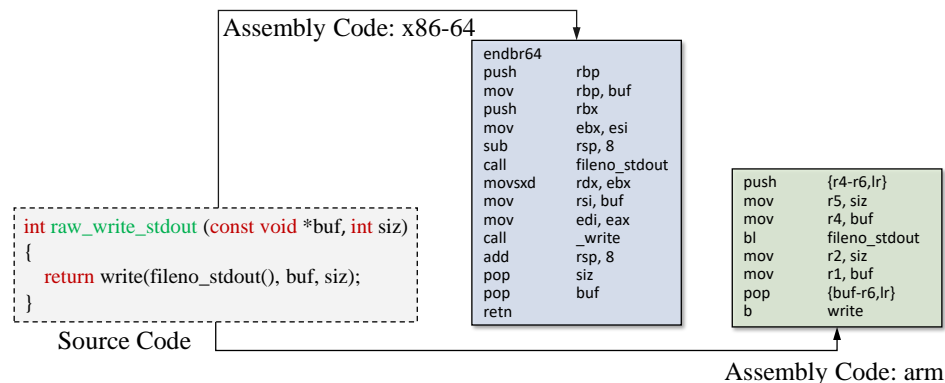 Assembly Code: x86-64
endbr64
push rbp
mov rbp, buf
push rbx
mov ebx, esi
sub rsp, 8
call fileno_stdout
movsxd rdx, ebx
mov rsi, buf
mov edi, eax
call _write
add rsp, 8
pop siz
pop buf
retn
int raw_write_stdout (const void *buf, int siz)
{
return write(fileno_stdout(), buf, siz);
}
Source Code
push {r4-r6,lr}
mov r5, siz
mov r4, buf
bl fileno_stdout
mov r2, siz
mov r1, buf
pop {buf-r6,lr}
b write
Assembly Code: arm